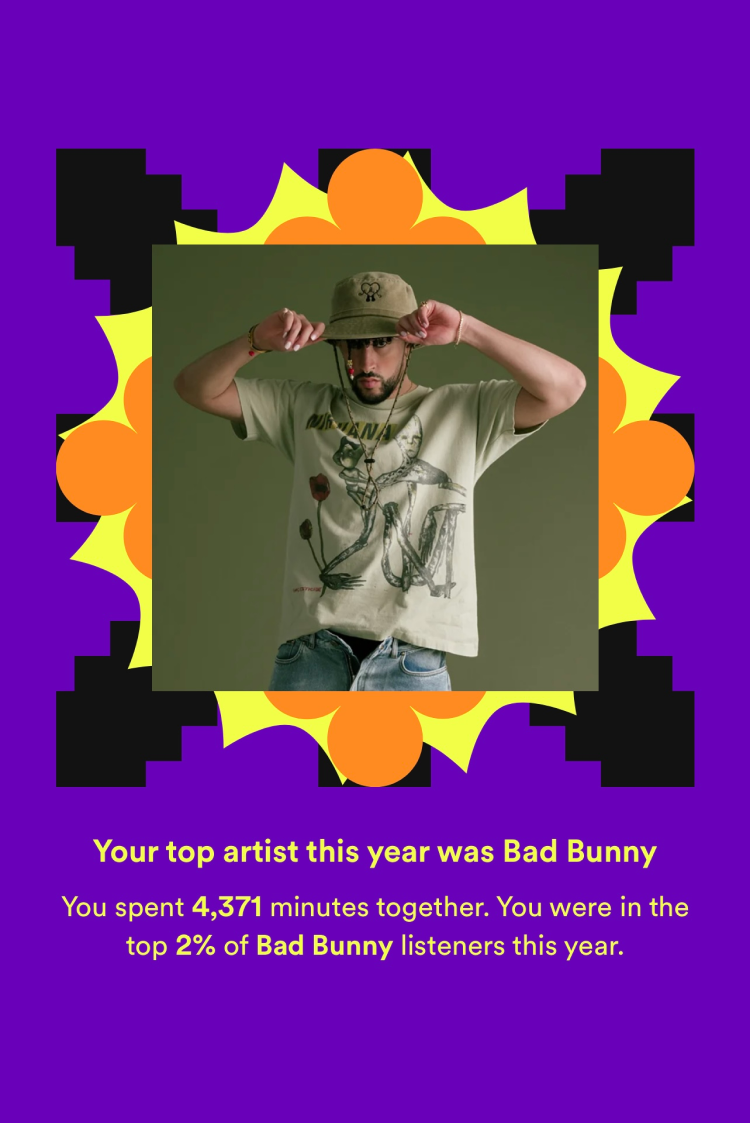 NIRVANA
Your top artist this year was Bad Bunny
You spent 4,371 minutes together. You were in the
top 2% of Bad Bunny listeners this year.